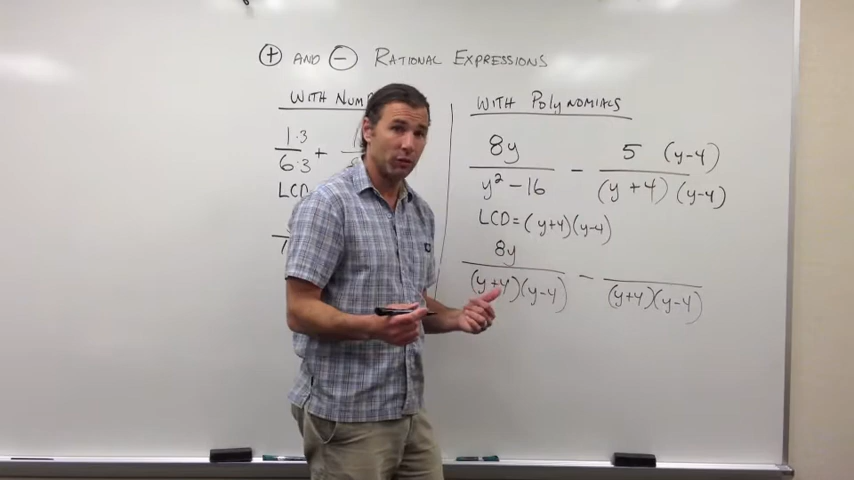 ⊕ AND ⊖ RATIONAL EXPRESSIONS
WITH
1·3
6·3 +
LCD
WITH POLYNOMIALS
8y / y² - 16 - 5 (y-4) / (y+4) (y-4)
LCD = (y+4)(y-4)
8y / (y+4)(y-4) - / (y+4)(y-4)